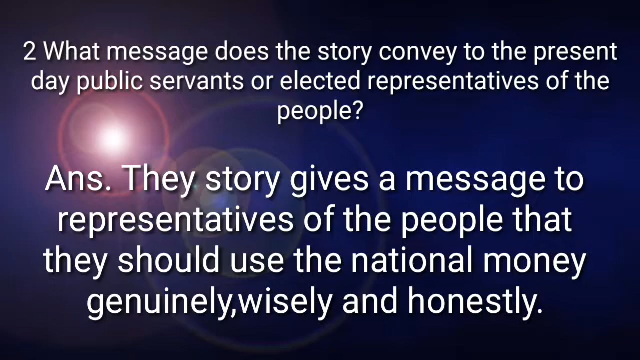 2 What message does the story convey to the present
day public servants or elected representatives of the
people?
Ans. They story gives a message to
representatives of the people that
they should use the national money
genuinely,wisely and honestly.